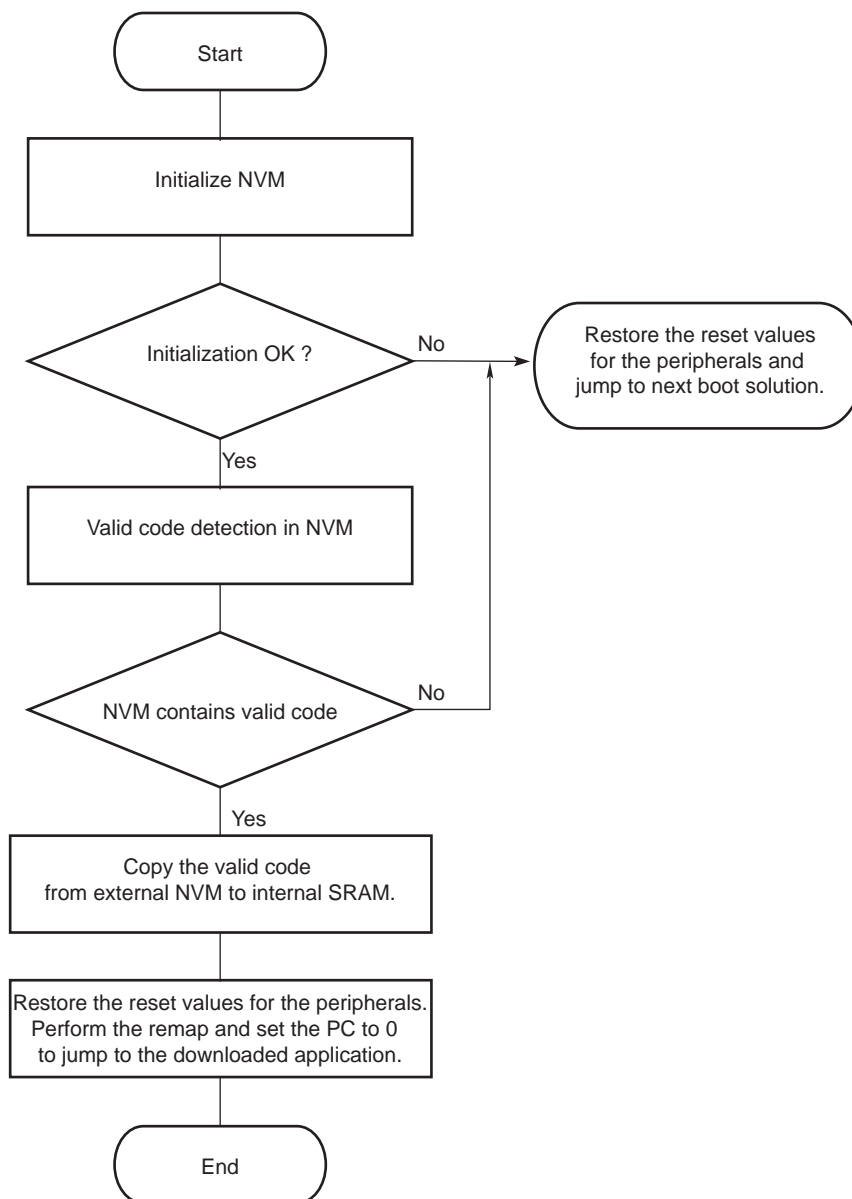 Start
Initialize NVM
Initialization OK ?
No
Restore the reset values
for the peripherals and
jump to next boot solution.
Yes
Valid code detection in NVM
NVM contains valid code
No
Yes
Copy the valid code
from external NVM to internal SRAM.
Restore the reset values for the peripherals.
Perform the remap and set the PC to 0
to jump to the downloaded application.
End